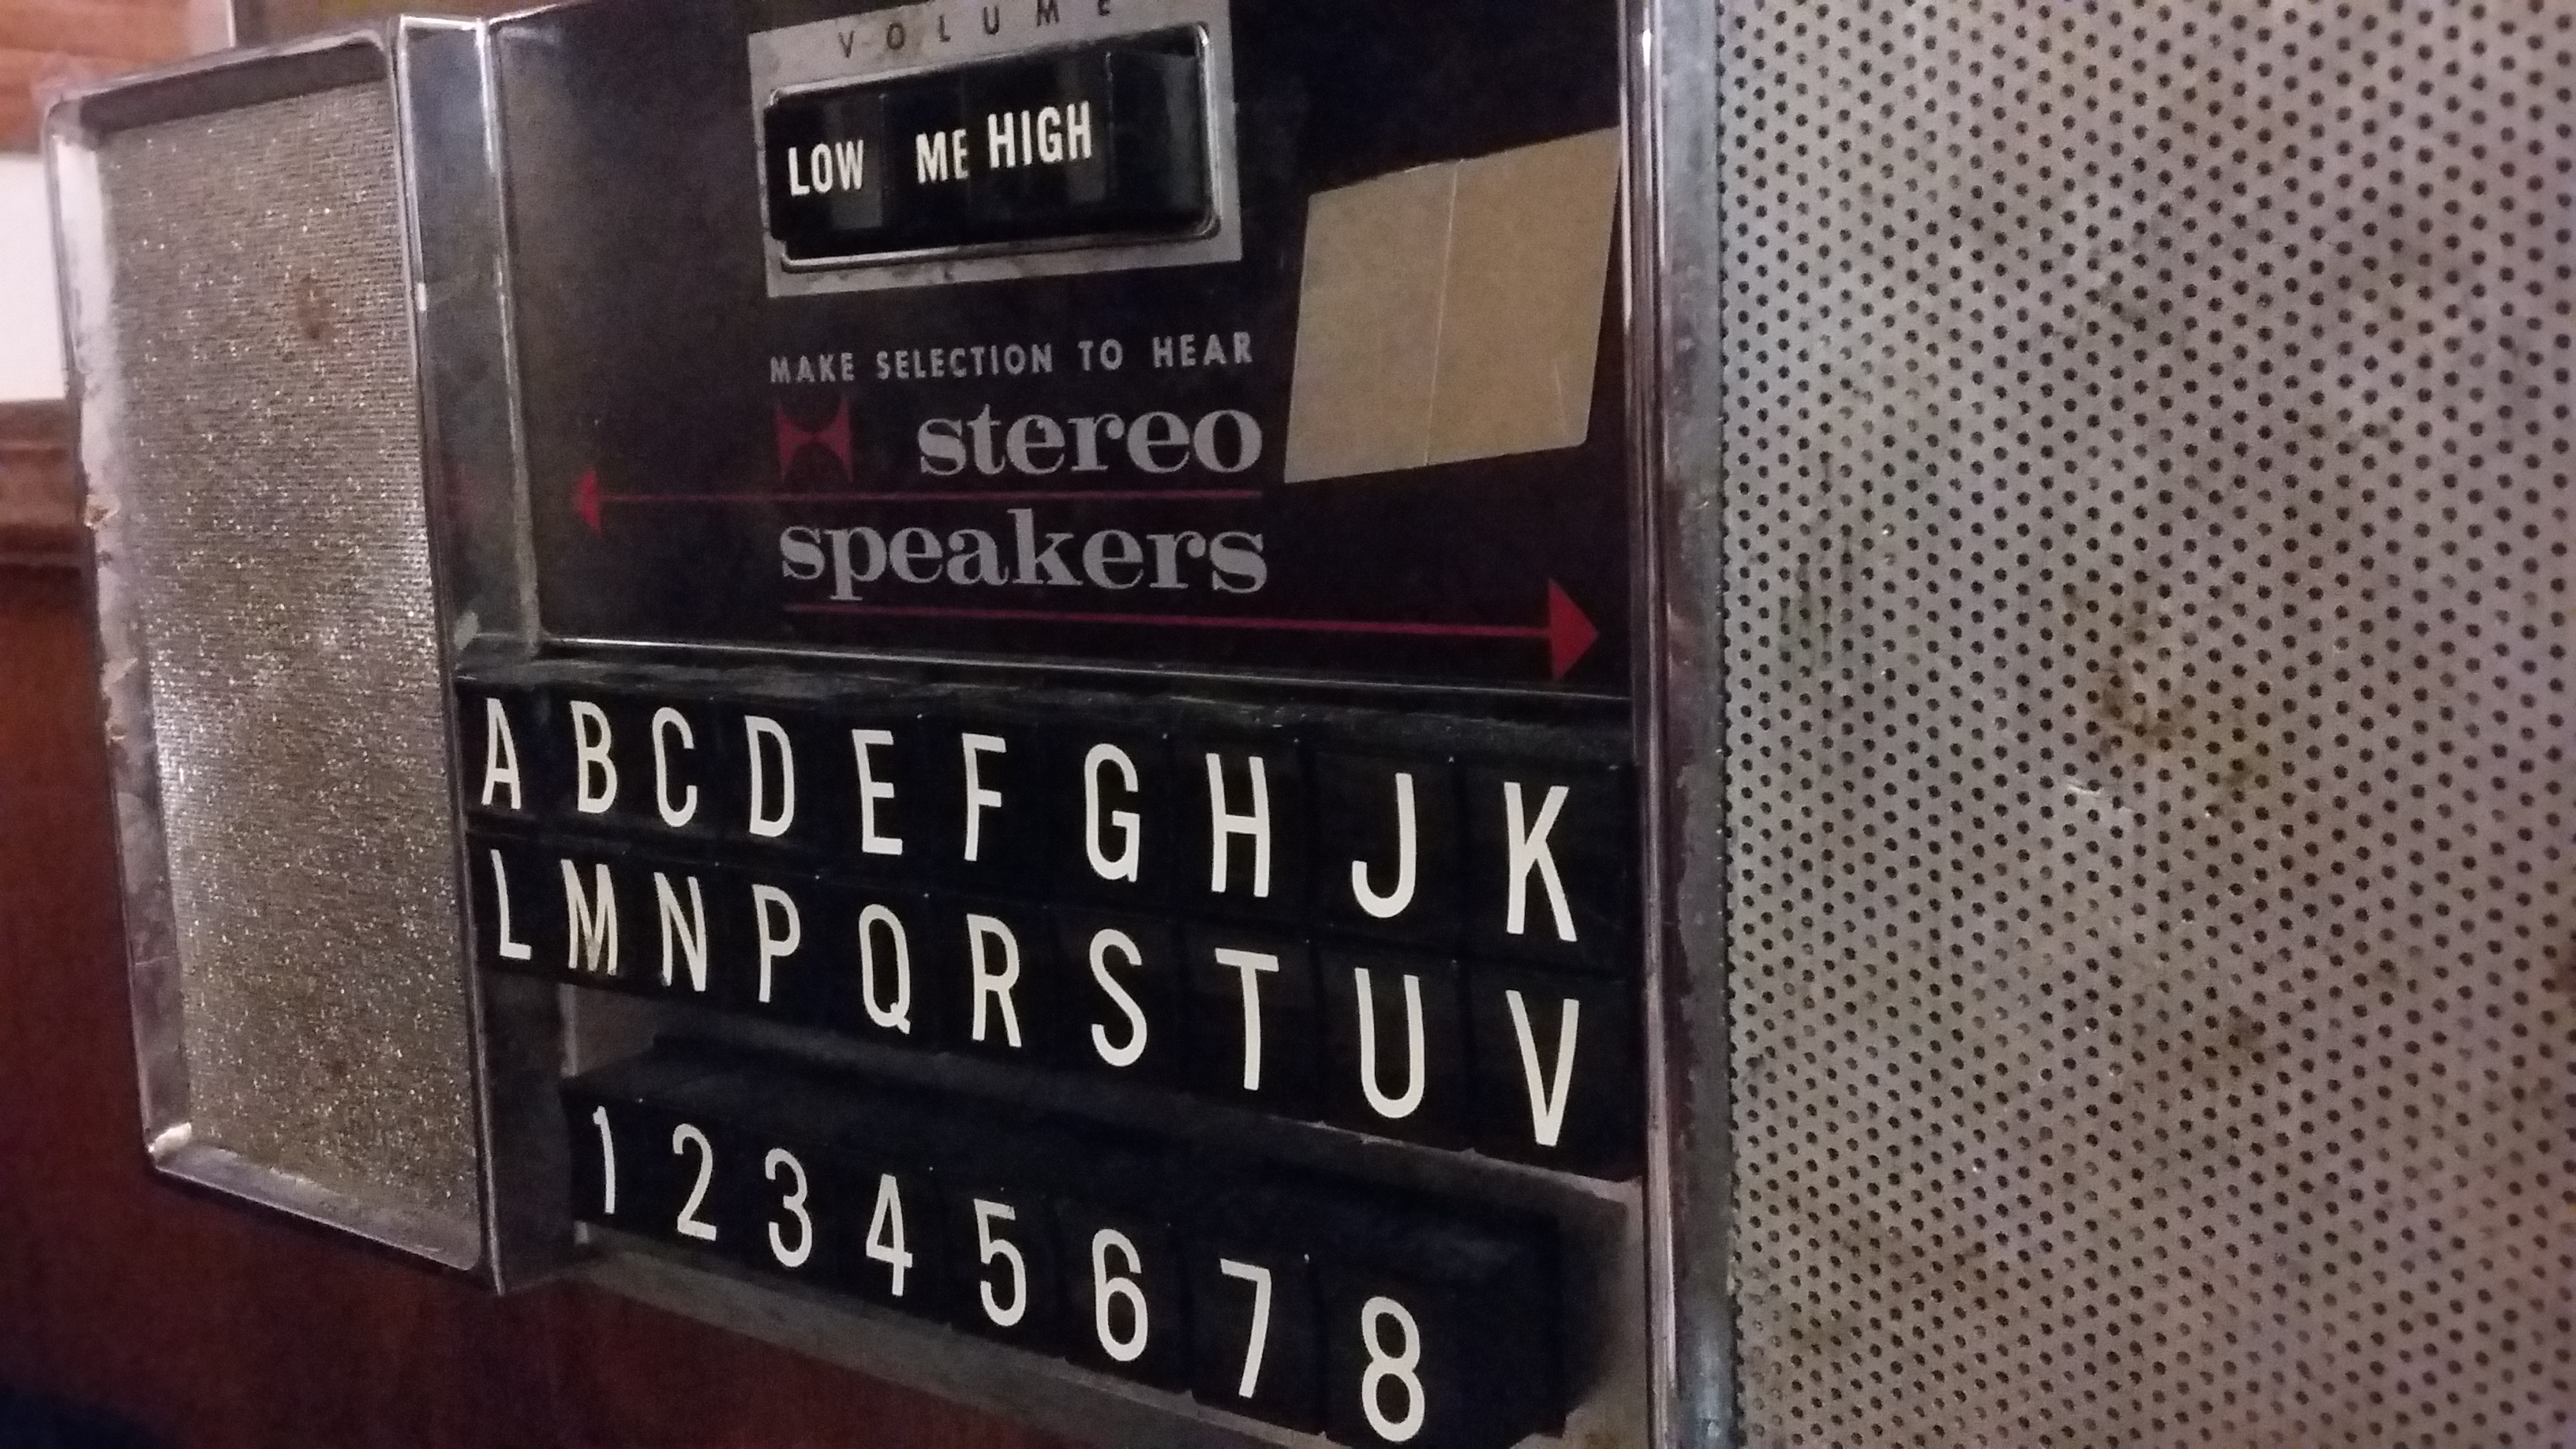 VOLUME
LOW ME HIGH
MAKE SELECTION TO HEAR
stereo
speakers
A B C D E F G H J K
L M N P Q R S T U V
1 2 3 4 5 6 7 8